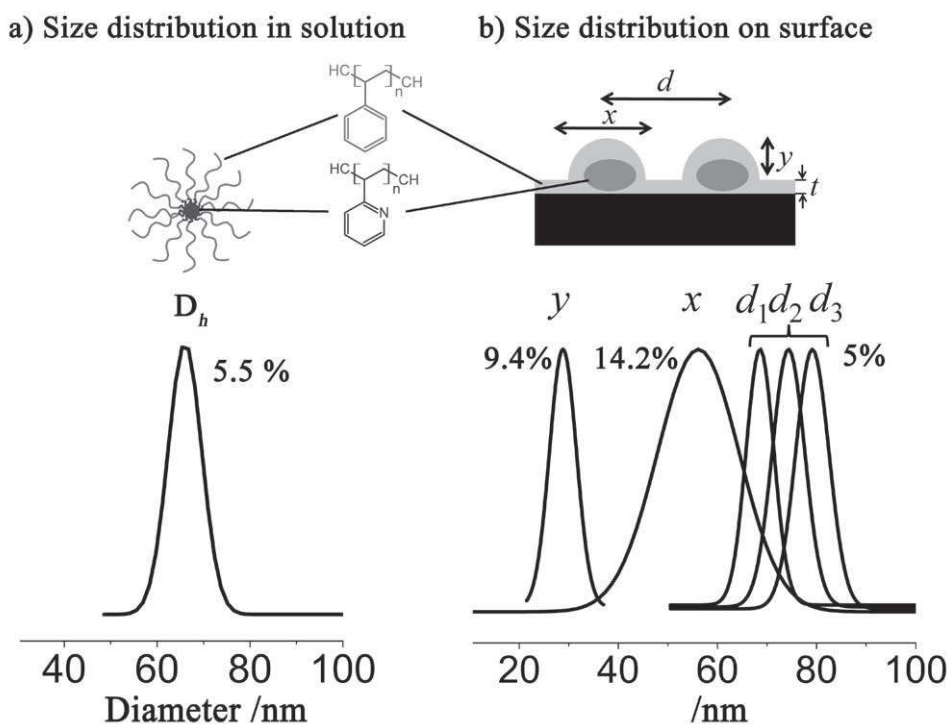 a) Size distribution in solution
b) Size distribution on surface
HC
n
CH
HC
n
CH
N
d
x
y
t
Dh
5.5 %
y
x
d1d2d3
9.4%
14.2%
5%
40 60 80 100
Diameter /nm
20 40 60 80 100
/nm